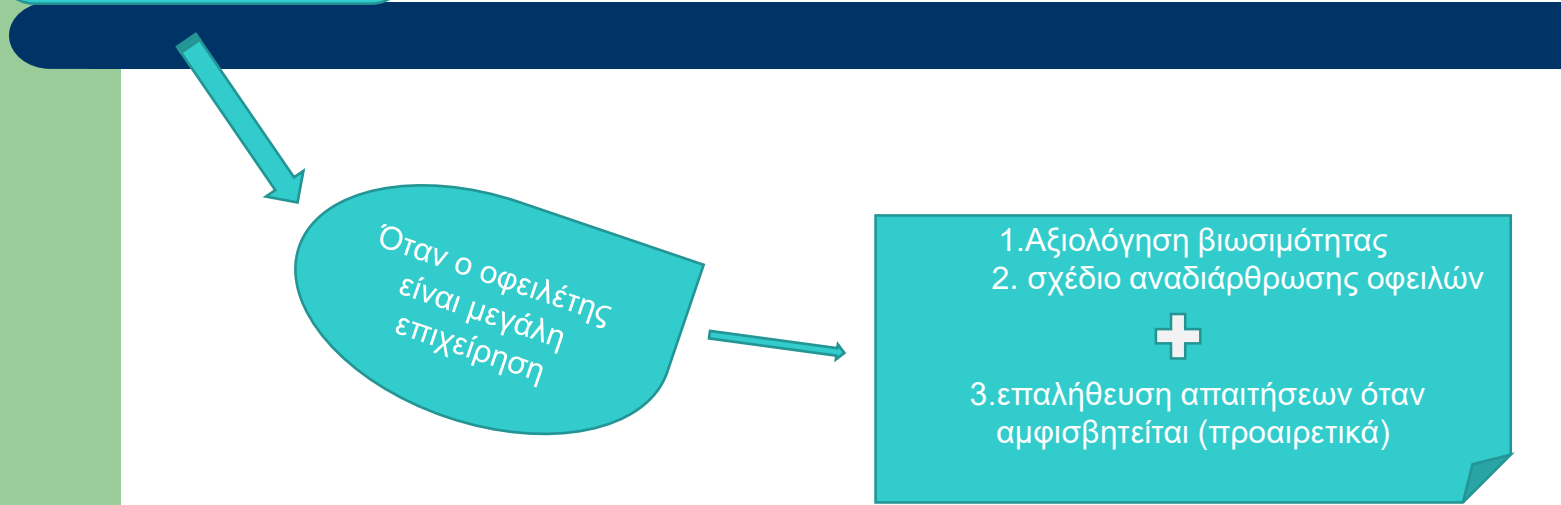 Όταν ο οφειλέτης
είναι μεγάλη
επιχείρηση
1.Αξιολόγηση βιωσιμότητας
2. σχέδιο αναδιάρθρωσης οφειλών
3.επαλήθευση απαιτήσεων όταν
αμφισβητείται (προαιρετικά)